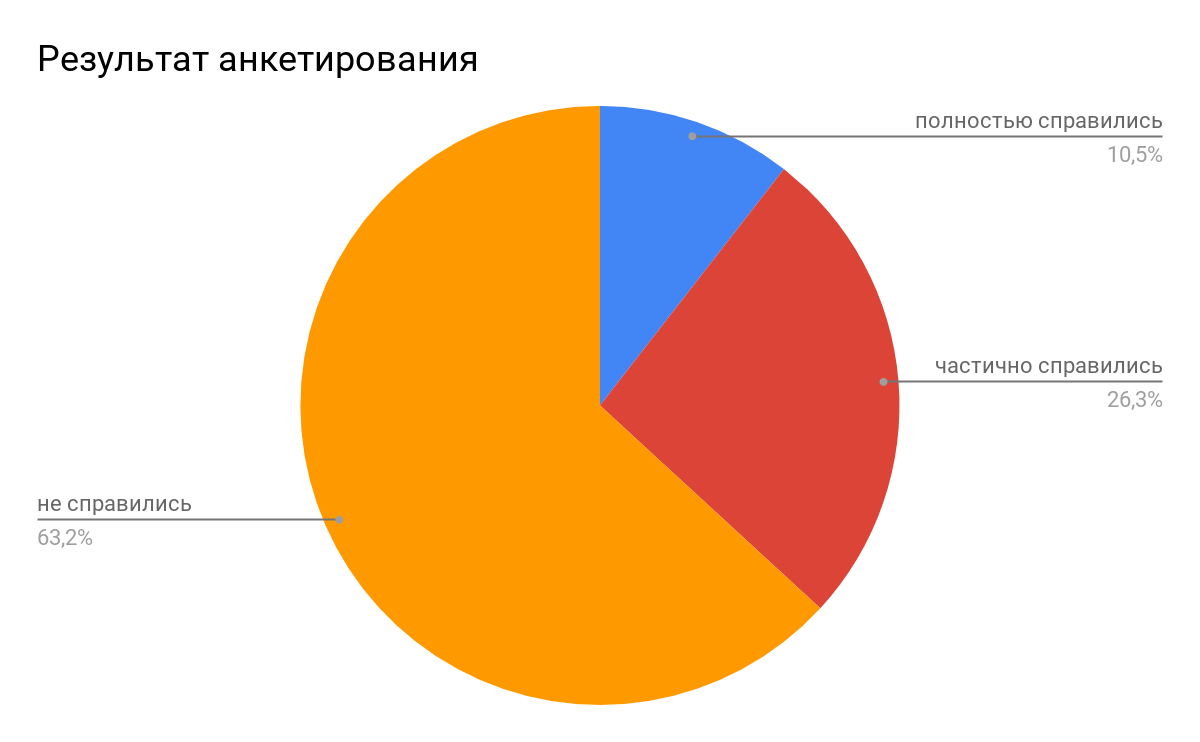 Результат анкетирования
полностью справились
10,5%
частично справились
26,3%
не справились
63,2%